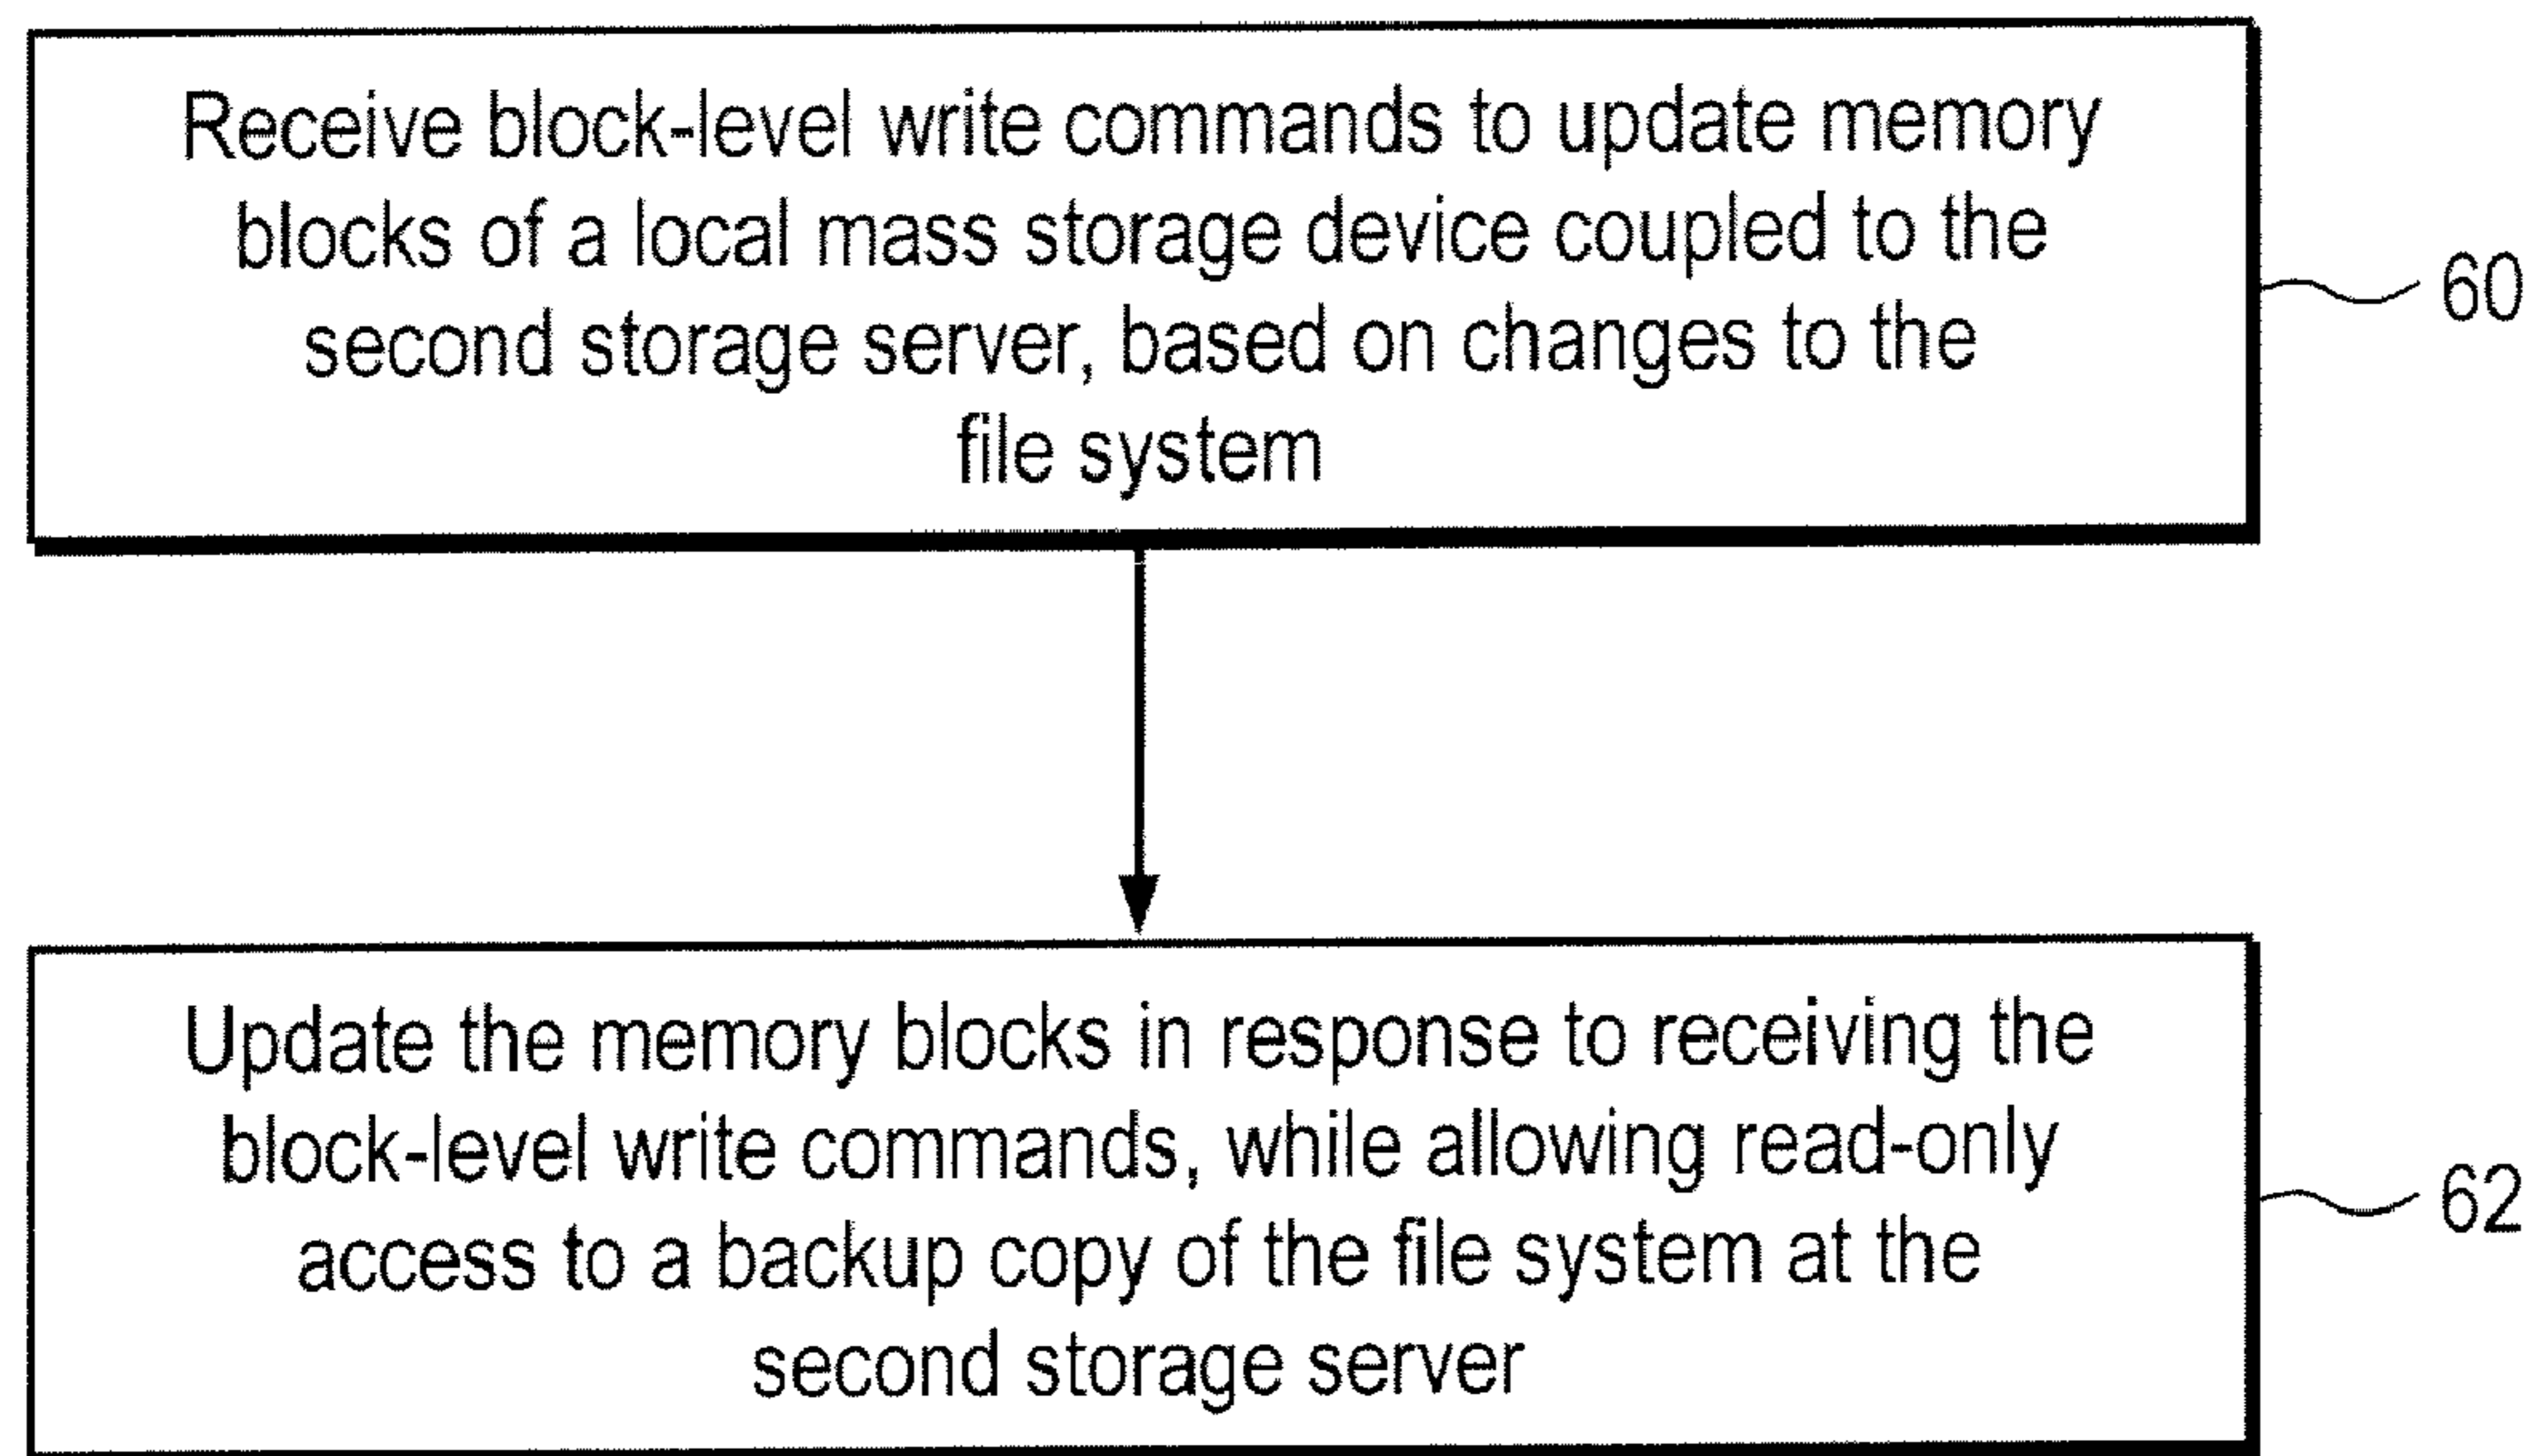 Receive block-level write commands to update memory
blocks of a local mass storage device coupled to the
second storage server, based on changes to the
file system
60
Update the memory blocks in response to receiving the
block-level write commands, while allowing read-only
access to a backup copy of the file system at the
second storage server
62